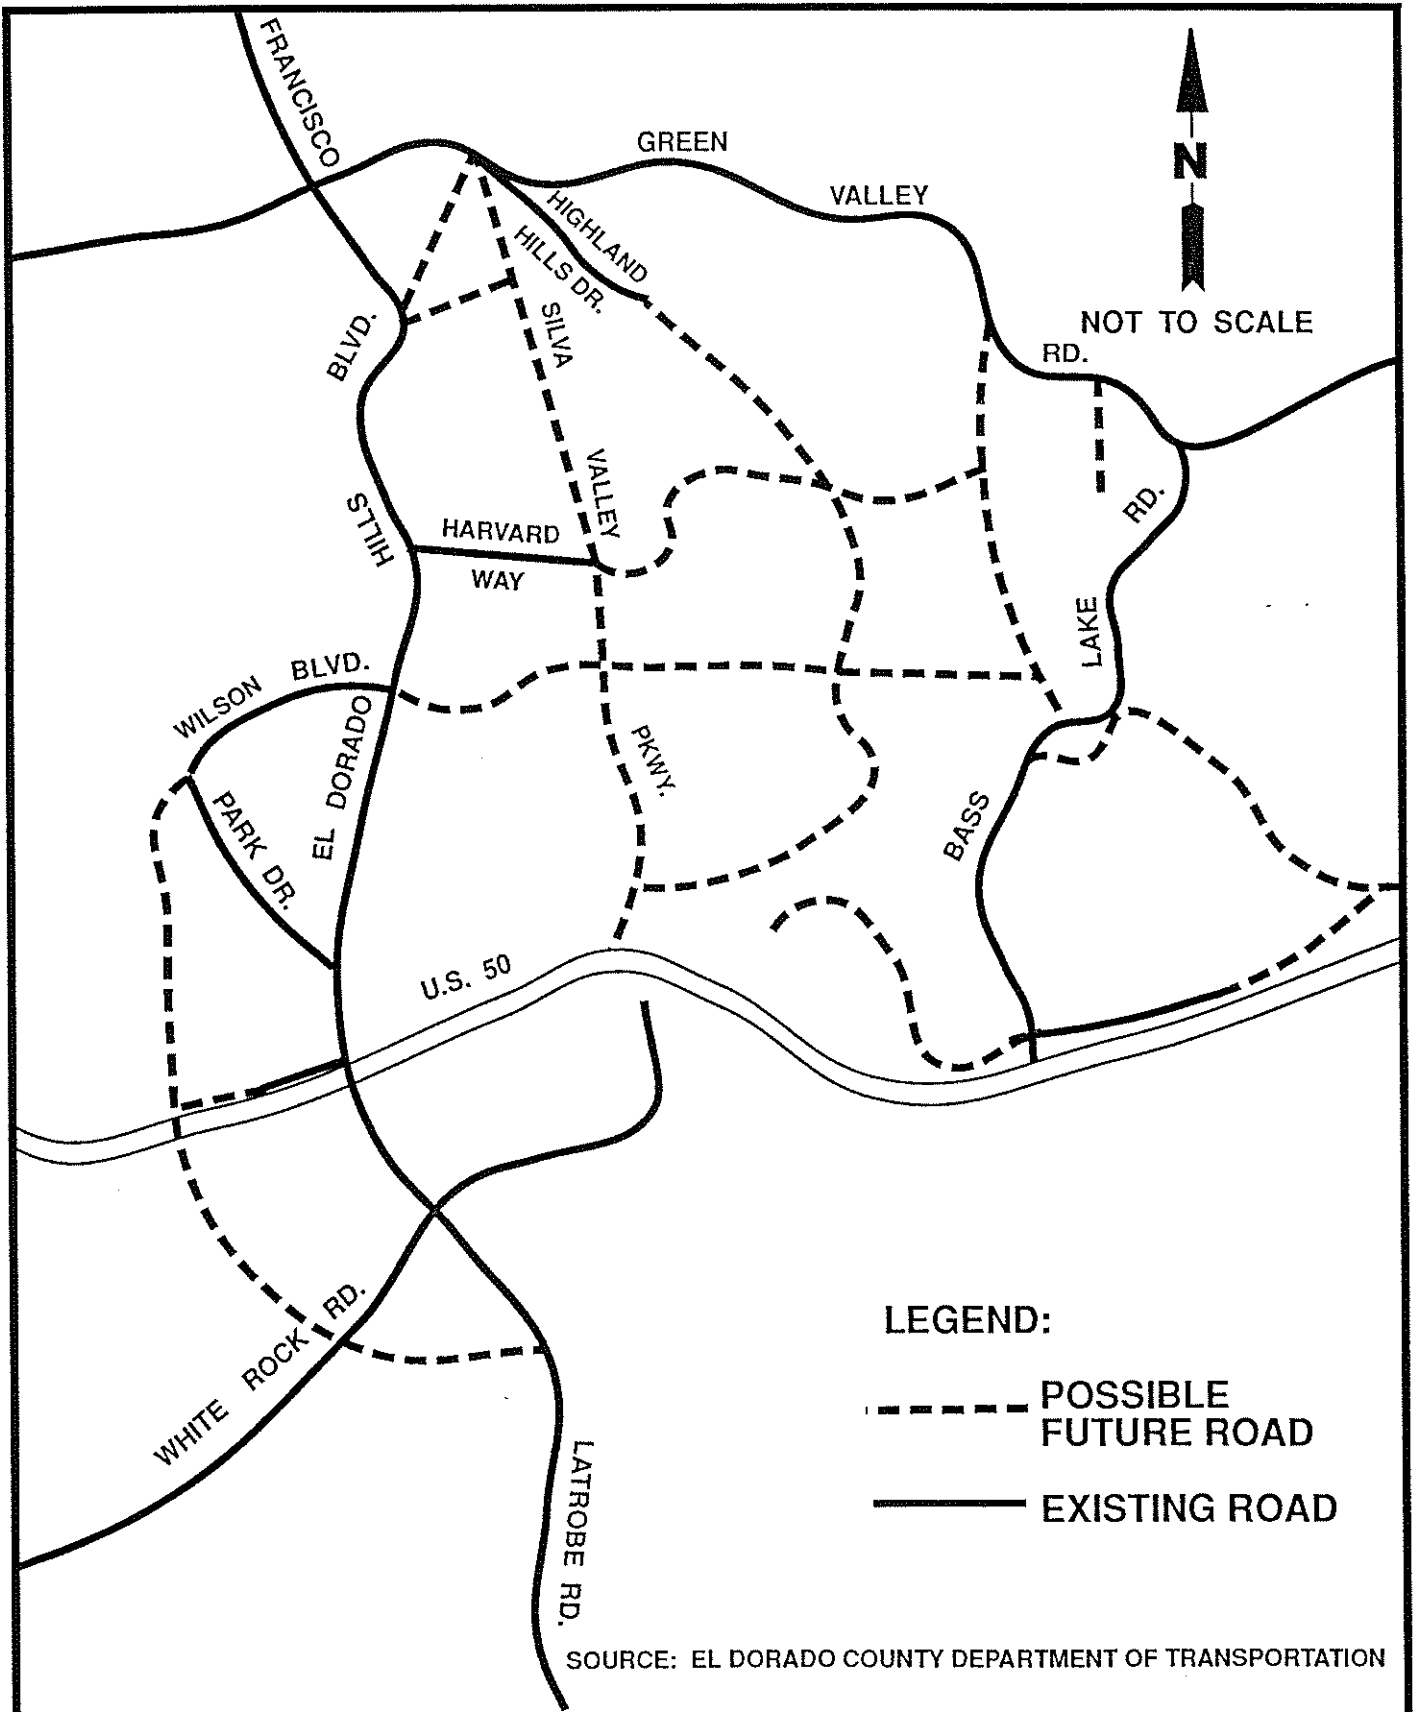 FRANCISCO
GREEN
VALLEY
N
NOT TO SCALE
RD.
HIGHLAND
HILLS DR.
SILVA
VALLEY
PKWY.
BLVD.
HILLS
EL DORADO
HARVARD
WAY
RD.
LAKE
BASS
WILSON BLVD.
PARK DR.
U.S. 50
WHITE ROCK RD.
LATROBE RD.
LEGEND:
POSSIBLE
FUTURE ROAD
EXISTING ROAD
SOURCE: EL DORADO COUNTY DEPARTMENT OF TRANSPORTATION